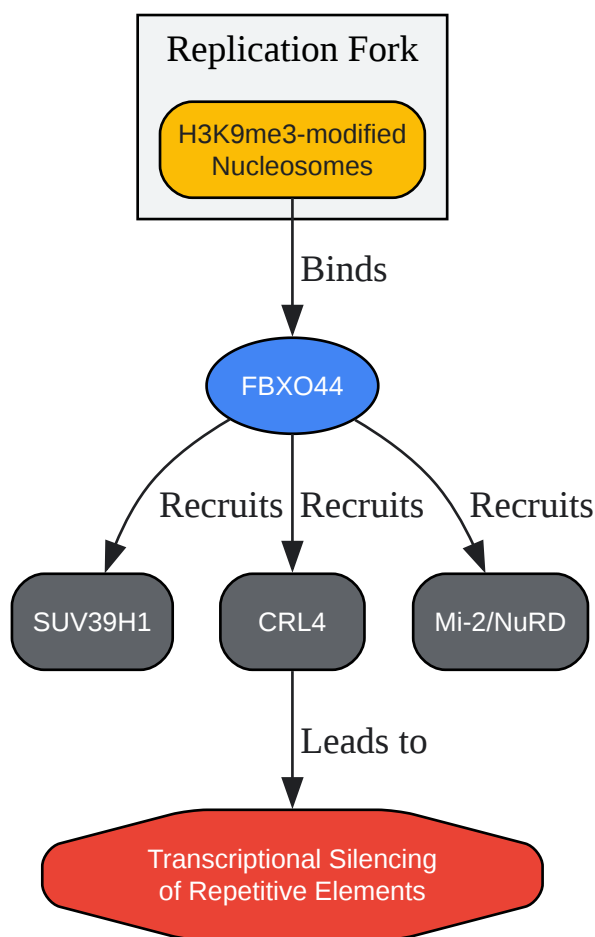 Replication Fork
H3K9me3-modified
Nucleosomes
Binds
FBXO44
Recruits Recruits Recruits
SUV39H1 CRL4 Mi-2/NuRD
Leads to
Transcriptional Silencing
of Repetitive Elements